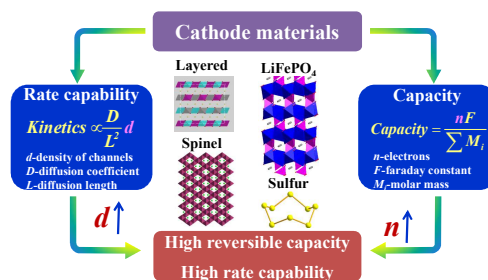 Cathode materials
Layered
LiFePO₄
Rate capability
Kinetics ∝ D/L² d
d-density of channels
D-diffusion coefficient
L-diffusion length
Spinel
Sulfur
Capacity
Capacity = nF/∑Mᵢ
n-electrons
F-faraday constant
Mᵢ-molar mass
d
n
High reversible capacity
High rate capability